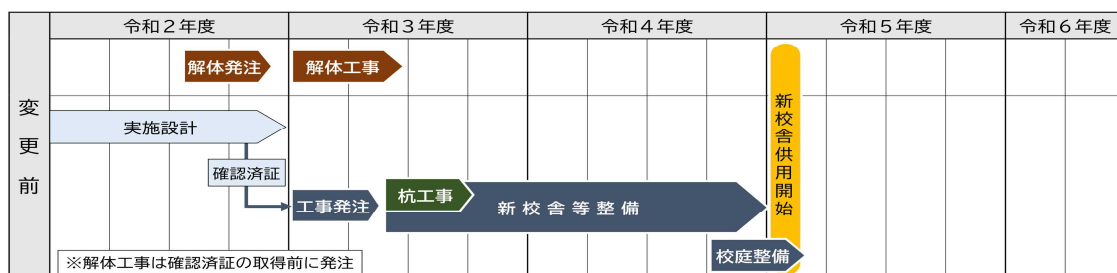 令和２年度
令和３年度
令和４年度
令和５年度
令和６年度
変更前
解体発注
解体工事
実施設計
確認済証
工事発注
杭工事
新校舎等整備
校庭整備
新校舎供用開始
※解体工事は確認済証の取得前に発注